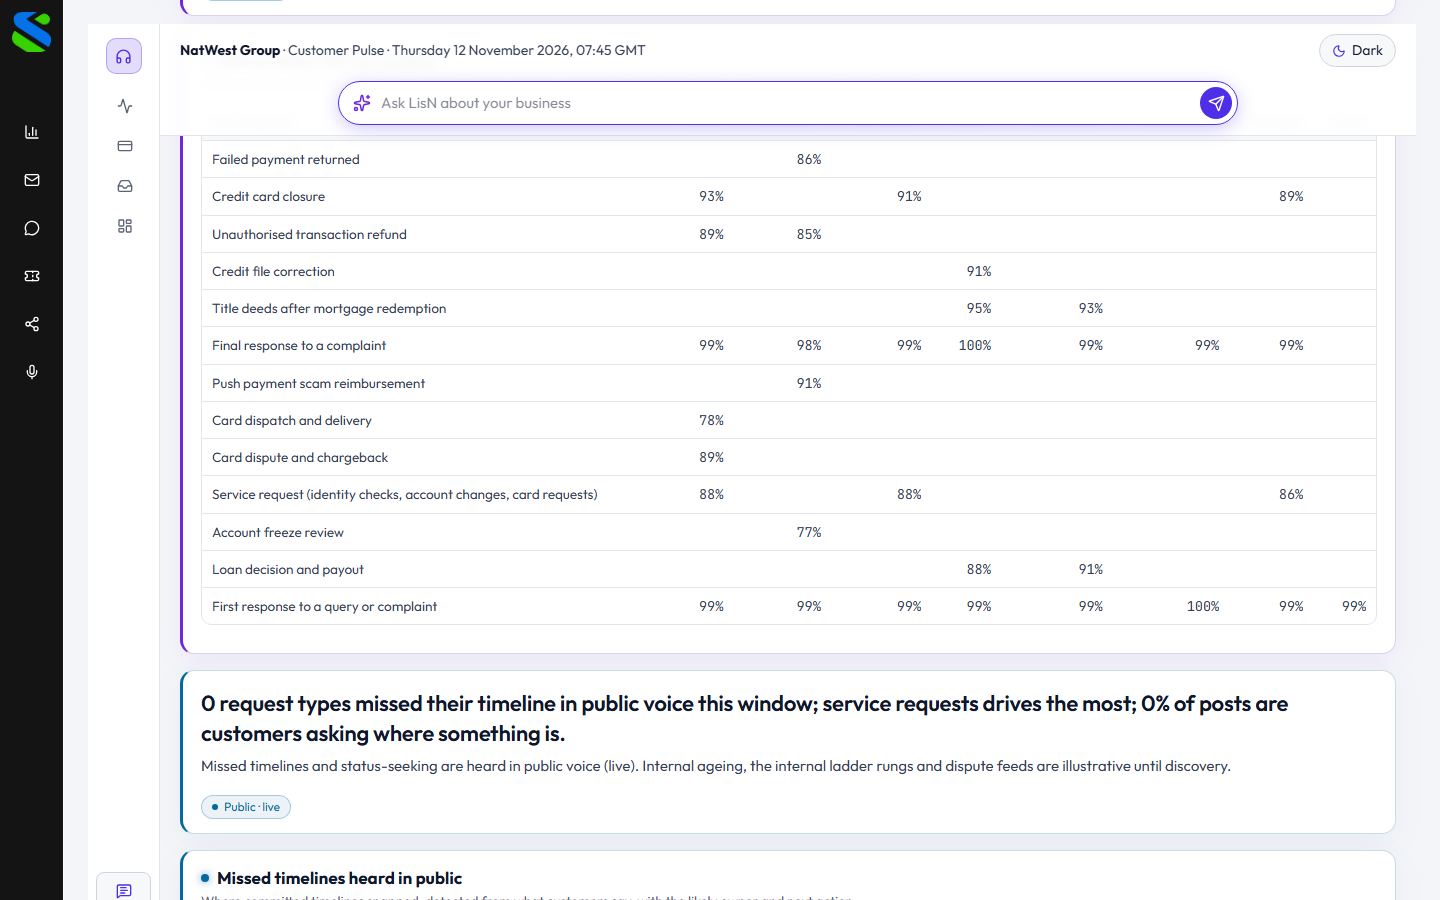 NatWest Group · Customer Pulse · Thursday 12 November 2026, 07:45 GMT
Dark
Ask LisN about your business
Failed payment returned 86%
Credit card closure 93% 91% 89%
Unauthorised transaction refund 89% 85%
Credit file correction 91%
Title deeds after mortgage redemption 95% 93%
Final response to a complaint 99% 98% 99% 100% 99% 99% 99%
Push payment scam reimbursement 91%
Card dispatch and delivery 78%
Card dispute and chargeback 89%
Service request (identity checks, account changes, card requests) 88% 88% 86%
Account freeze review 77%
Loan decision and payout 88% 91%
First response to a query or complaint 99% 99% 99% 99% 99% 100% 99% 99%
0 request types missed their timeline in public voice this window; service requests drives the most; 0% of posts are
customers asking where something is.
Missed timelines and status-seeking are heard in public voice (live). Internal ageing, the internal ladder rungs and dispute feeds are illustrative until discovery.
Public · live
Missed timelines heard in public